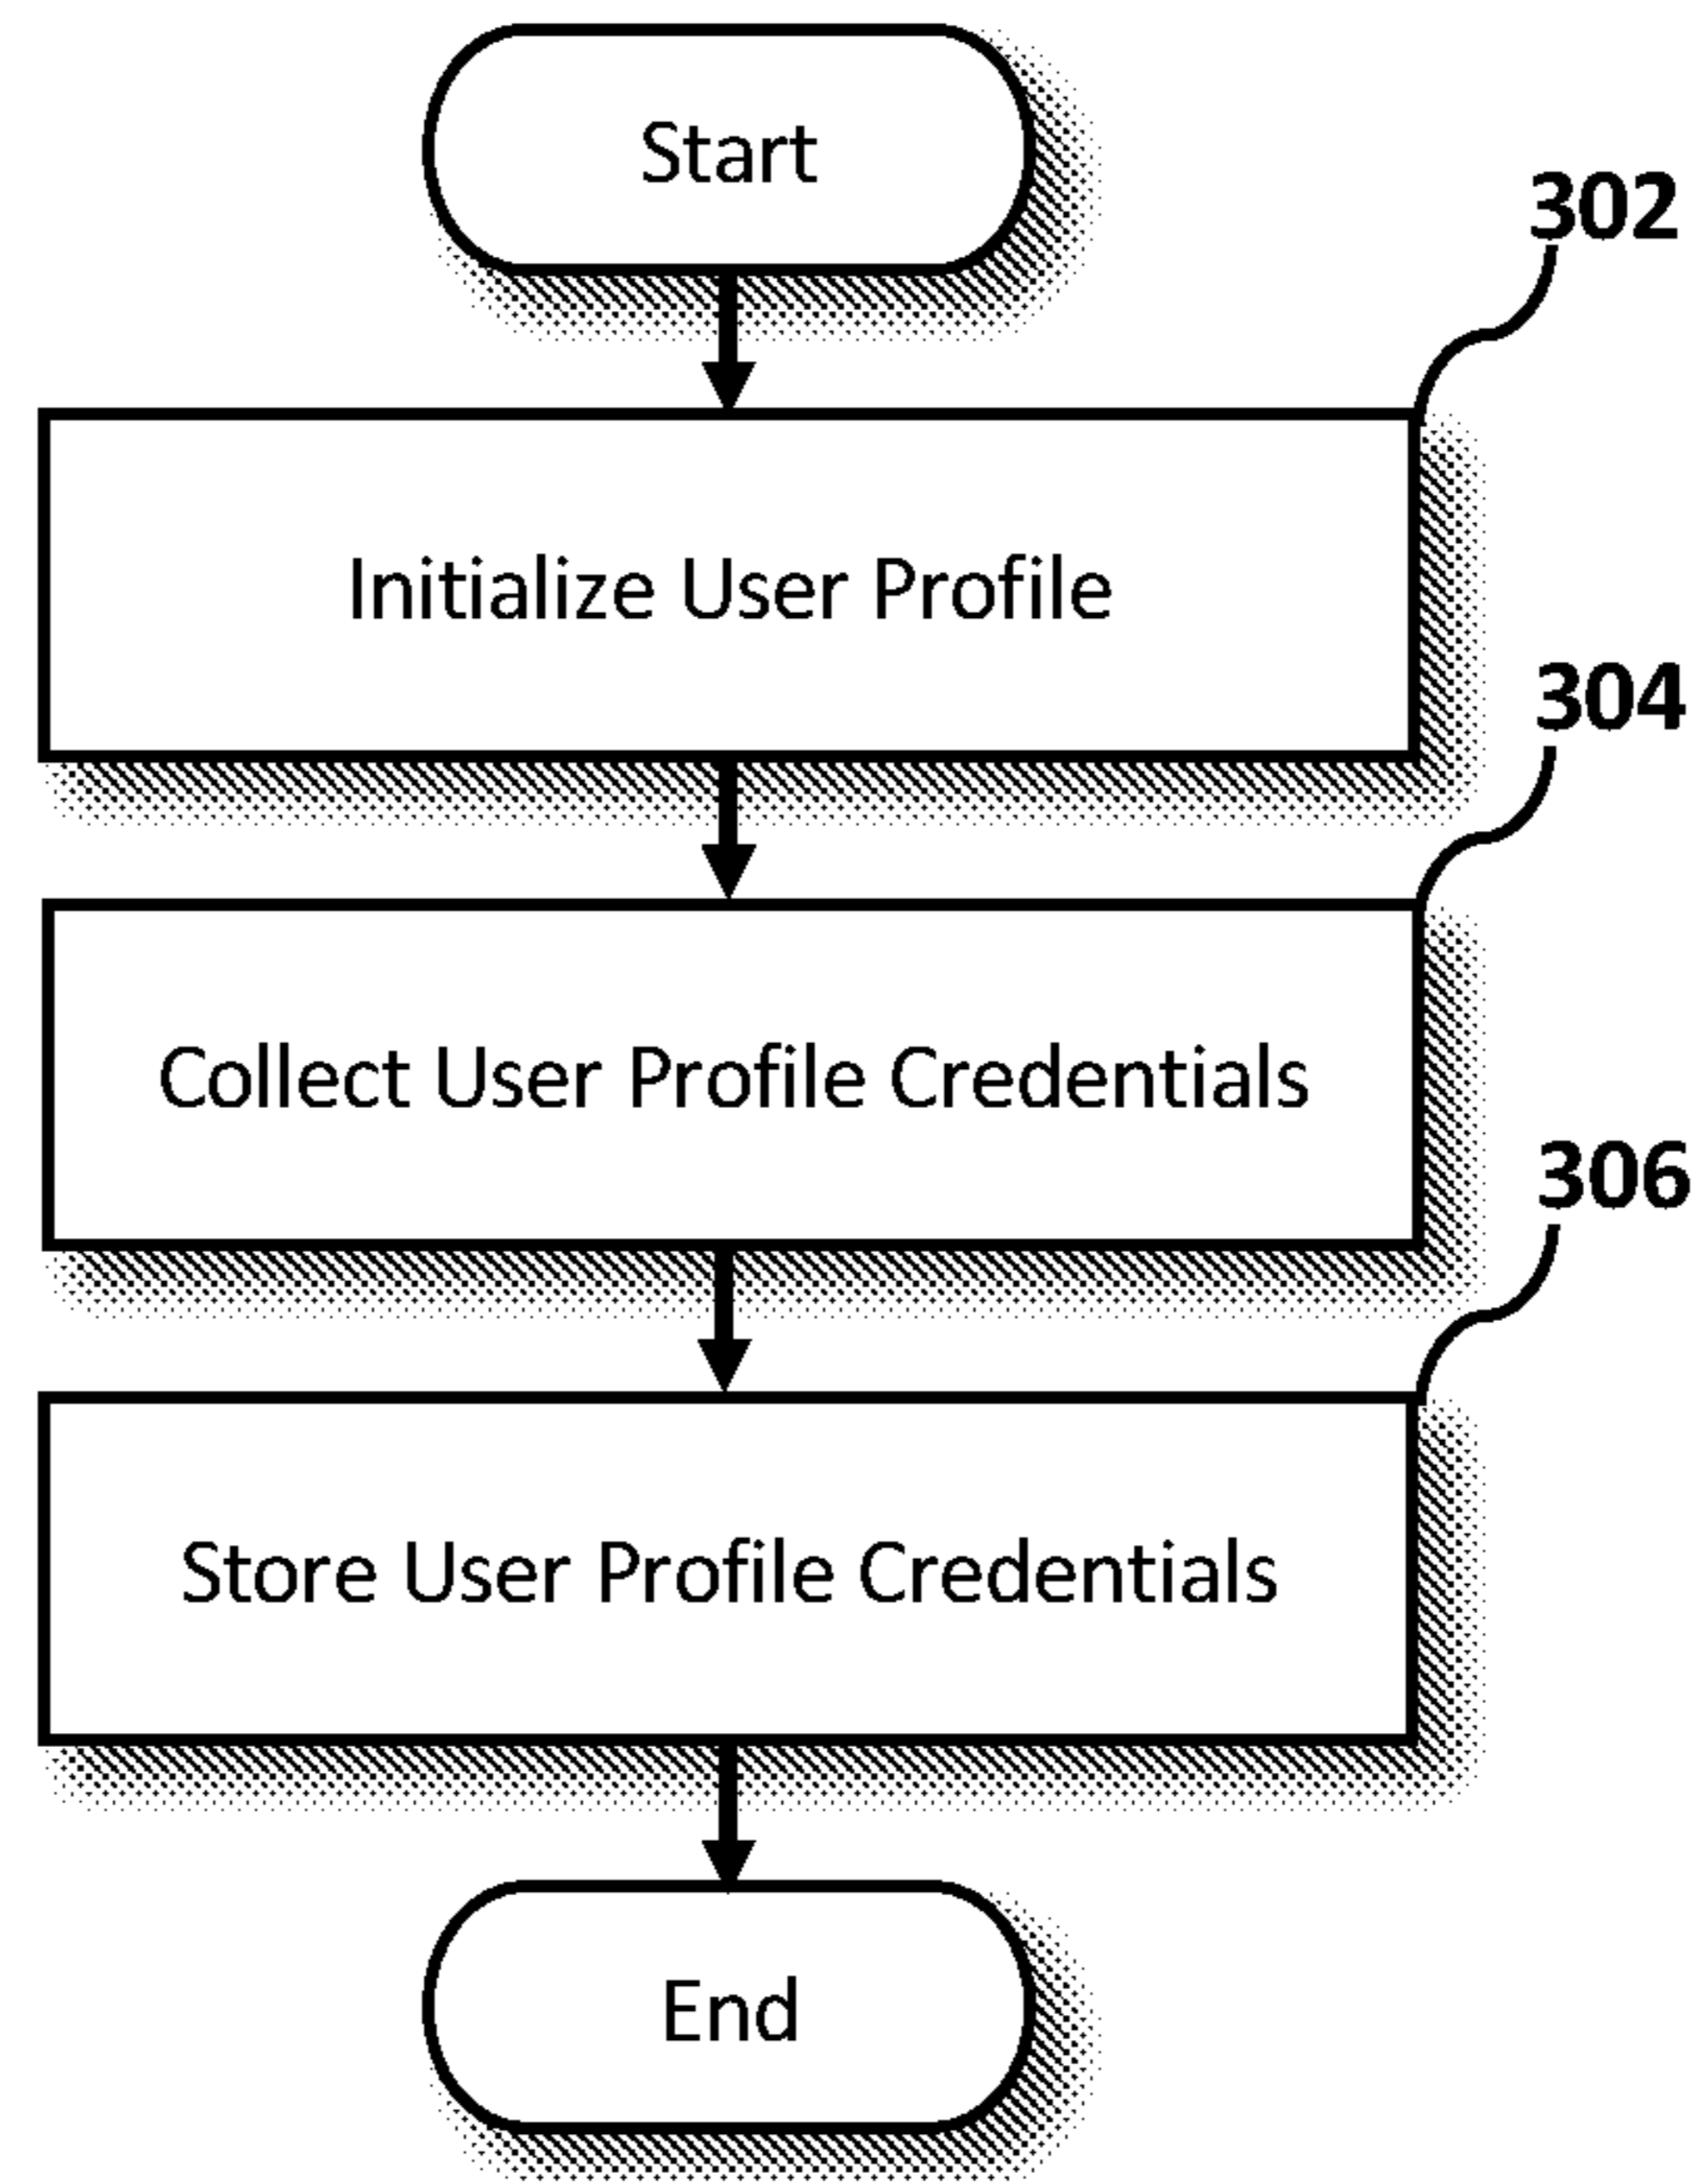 Start
302
Initialize User Profile
304
Collect User Profile Credentials
306
Store User Profile Credentials
End